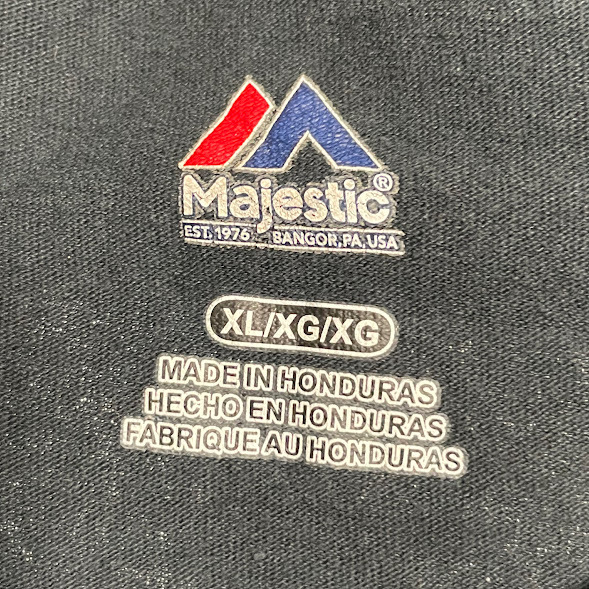 Majestic®
EST. 1976 BANGOR, PA, USA
XL/XG/XG
MADE IN HONDURAS
HECHO EN HONDURAS
FABRIQUE AU HONDURAS